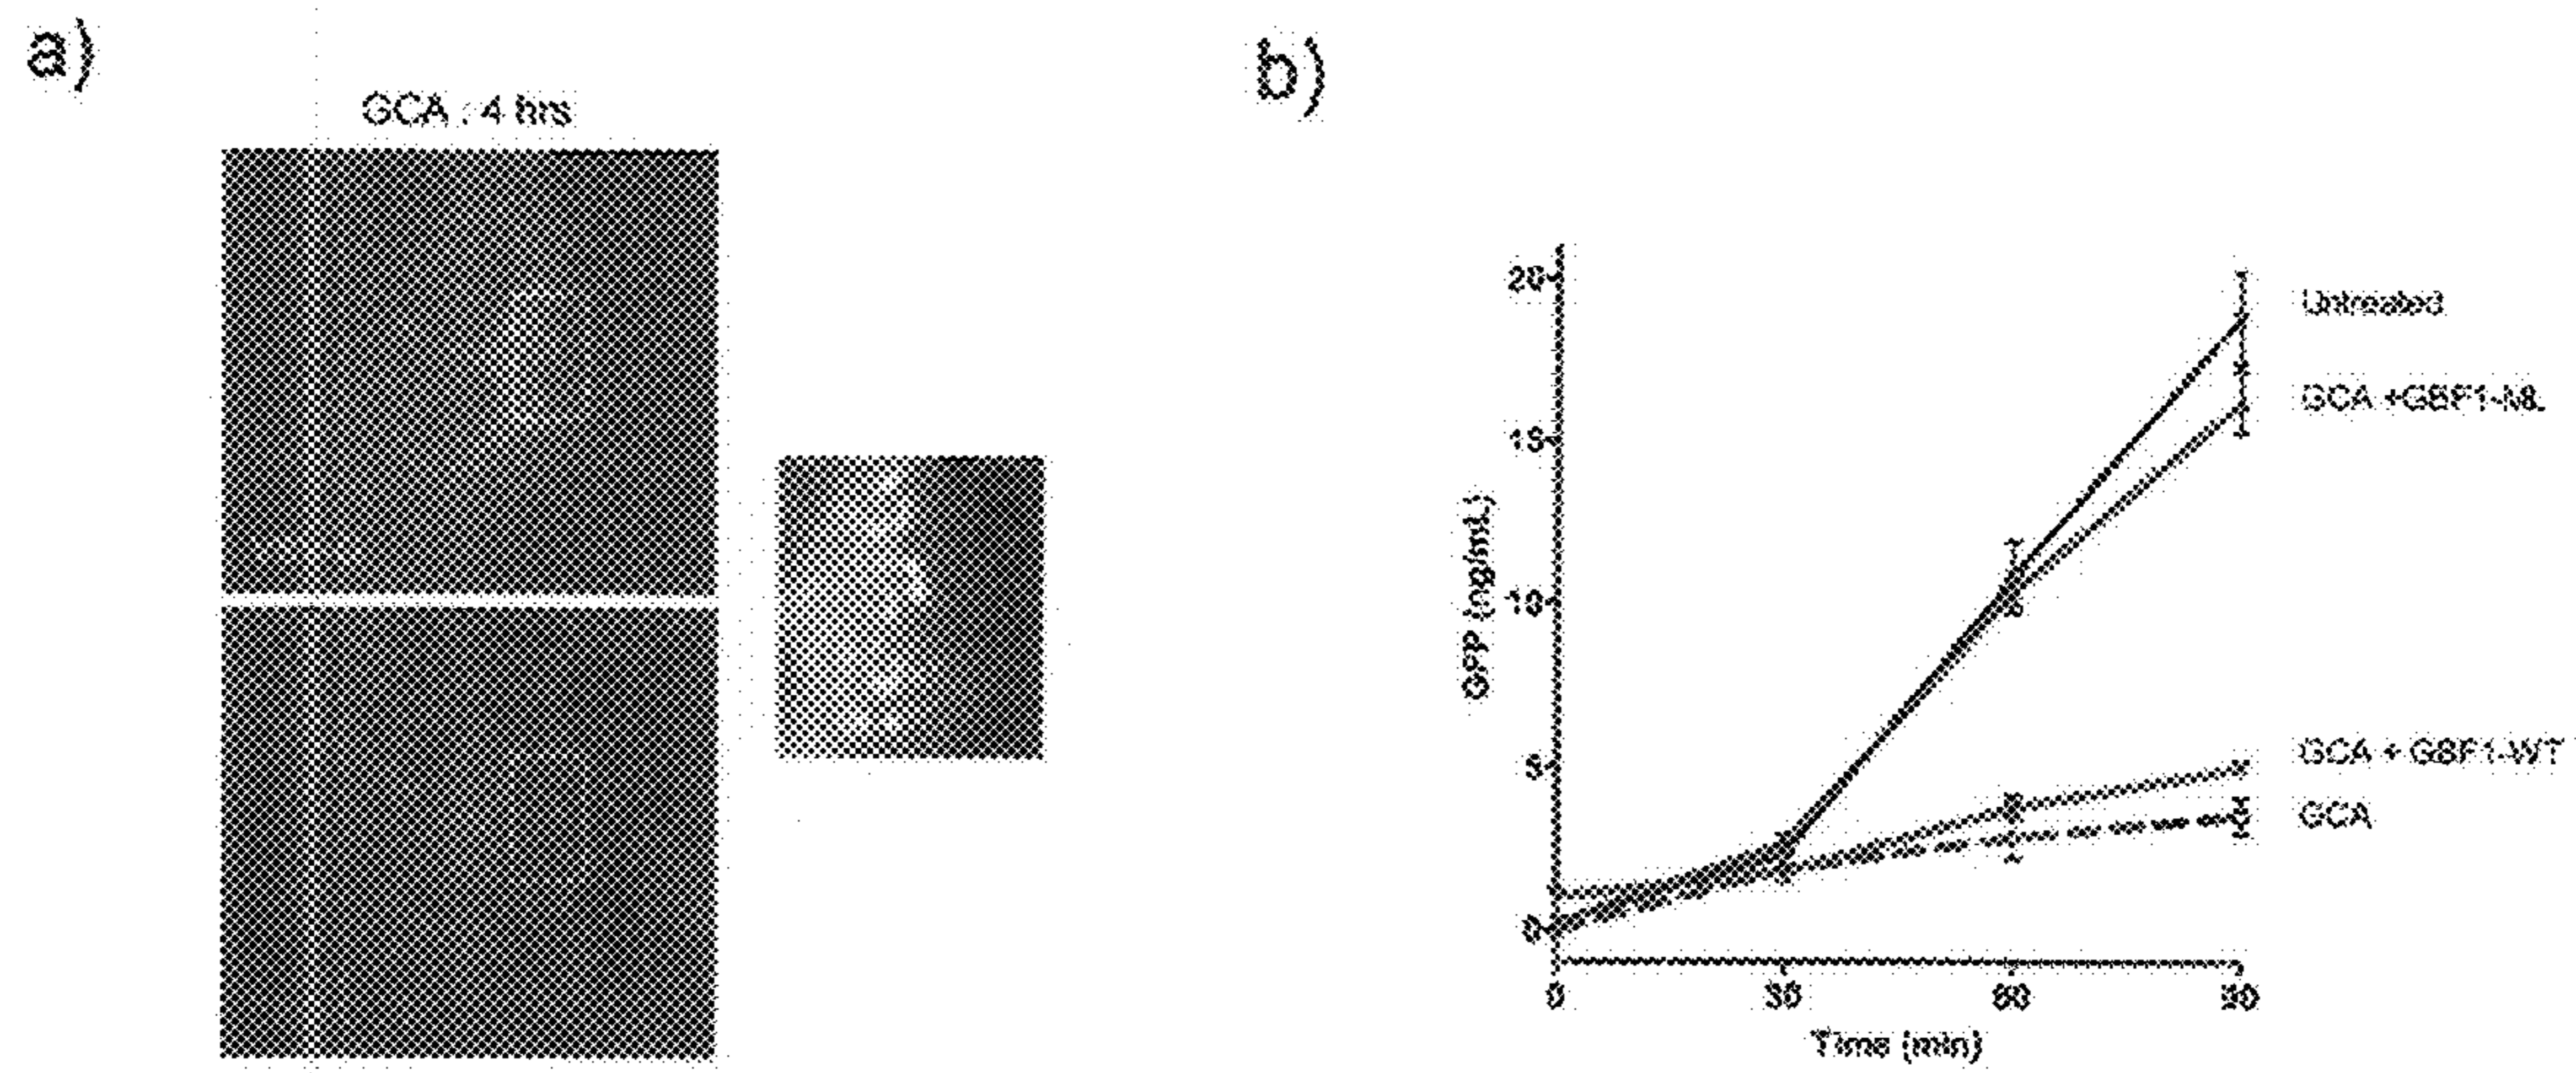 a)
GCA : 4 hrs
b)
20
15
10
5
0
GFP (ng/mL)
0 30 60 90
Time (min)
Untreated
GCA +GBF1-ML
GCA + GBF1-WT
GCA